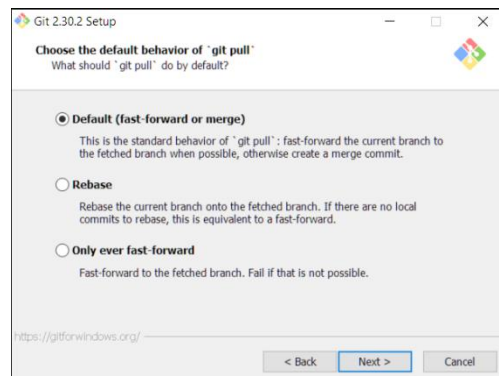 Git 2.30.2 Setup
Choose the default behavior of `git pull`
What should `git pull` do by default?
Default (fast-forward or merge)
This is the standard behavior of `git pull`: fast-forward the current branch to
the fetched branch when possible, otherwise create a merge commit.
Rebase
Rebase the current branch onto the fetched branch. If there are no local
commits to rebase, this is equivalent to a fast-forward.
Only ever fast-forward
Fast-forward to the fetched branch. Fail if that is not possible.
https://gitforwindows.org/
< Back Next > Cancel